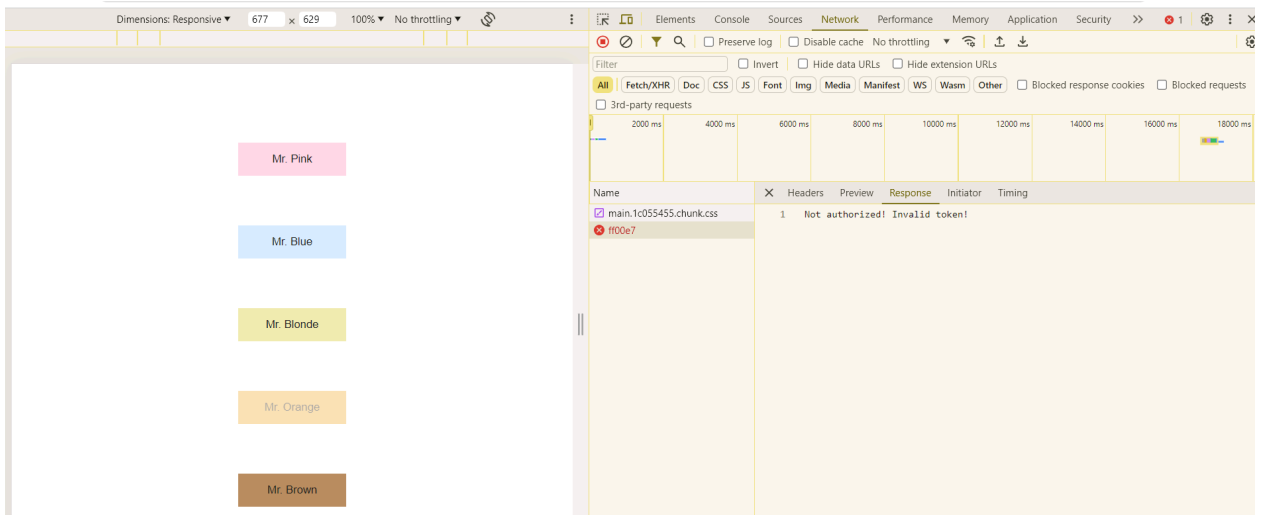 Dimensions: Responsive ▼ 677 × 629 100% ▼ No throttling ▼
Mr. Pink
Mr. Blue
Mr. Blonde
Mr. Orange
Mr. Brown
Elements Console Sources Network Performance Memory Application Security >> 1
Preserve log Disable cache No throttling ▼
Filter Invert Hide data URLs Hide extension URLs
All Fetch/XHR Doc CSS JS Font Img Media Manifest WS Wasm Other Blocked response cookies Blocked requests
3rd-party requests
2000 ms 4000 ms 6000 ms 8000 ms 10000 ms 12000 ms 14000 ms 16000 ms 18000 ms
Name × Headers Preview Response Initiator Timing
main.1c055455.chunk.css
ff00e7
1 Not authorized! Invalid token!